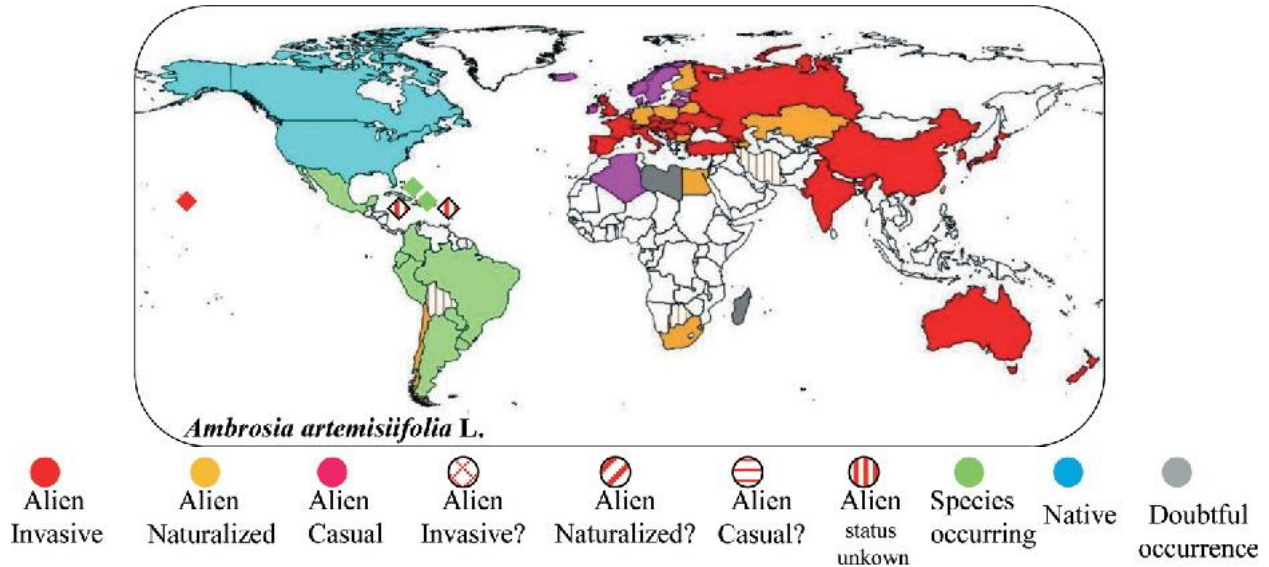 Ambrosia artemisiifolia L.
Alien Invasive
Alien Naturalized
Alien Casual
Alien Invasive?
Alien Naturalized?
Alien Casual?
Alien status unkown
Species occurring
Native
Doubtful occurrence